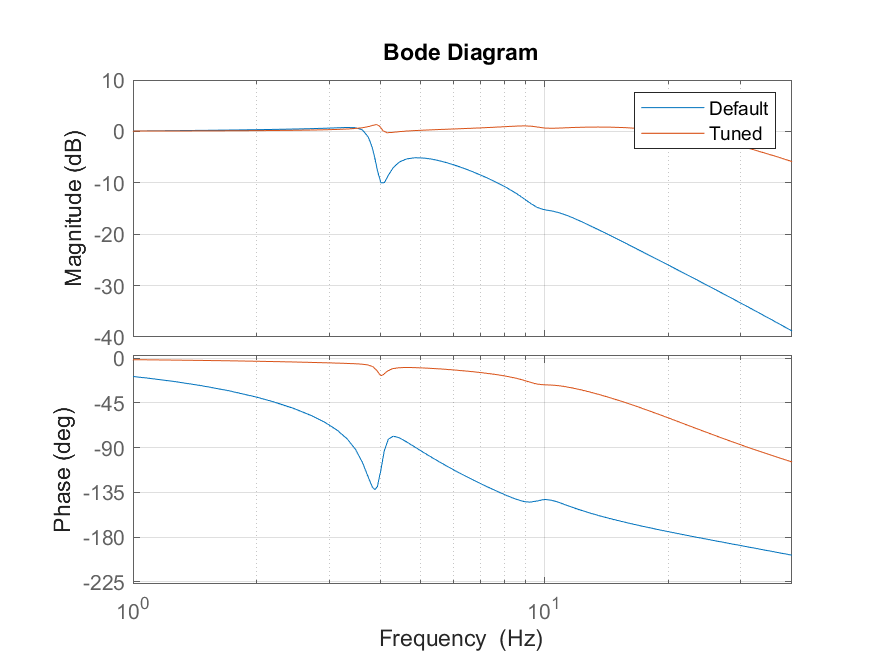 Bode Diagram
Default
Tuned
Magnitude (dB)
10
0
-10
-20
-30
-40
Phase (deg)
0
-45
-90
-135
-180
-225
10^0
10^1
Frequency (Hz)